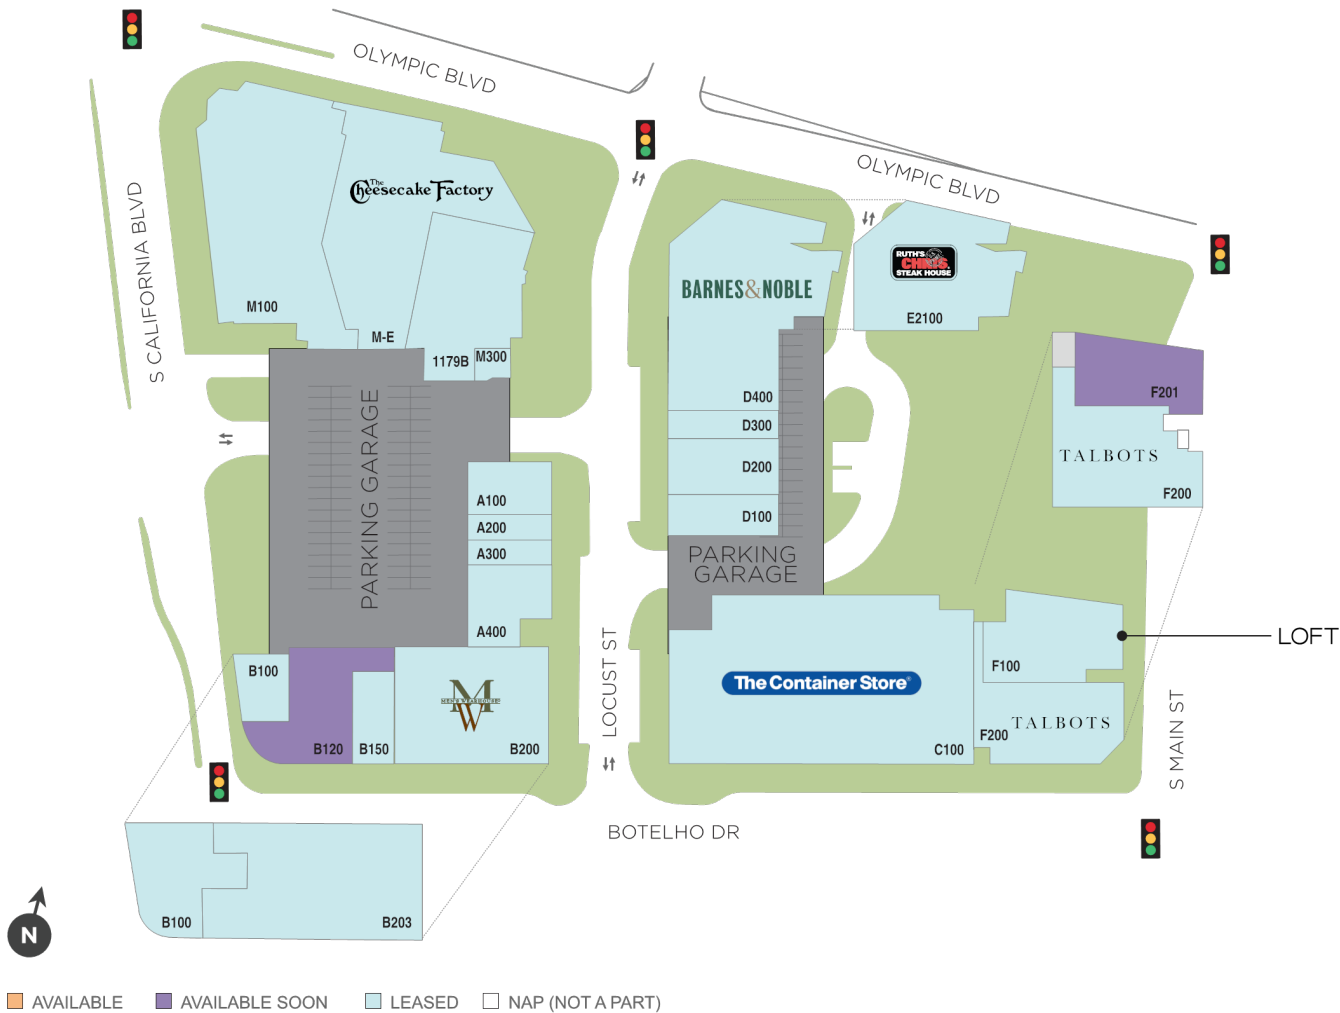 OLYMPIC BLVD
OLYMPIC BLVD
S CALIFORNIA BLVD
The
Cheesecake Factory
M100
M-E
1179B
M300
BARNES&NOBLE
RUTH'S
CHRIS
STEAK HOUSE
E2100
D400
D300
D200
D100
F201
TALBOTS
F200
PARKING GARAGE
A100
A200
A300
A400
PARKING
GARAGE
LOCUST ST
B100
B120
B150
MW
B200
The Container Store®
C100
F100
LOFT
F200
TALBOTS
S MAIN ST
BOTELHO DR
B100
B203
N
AVAILABLE
AVAILABLE SOON
LEASED
NAP (NOT A PART)